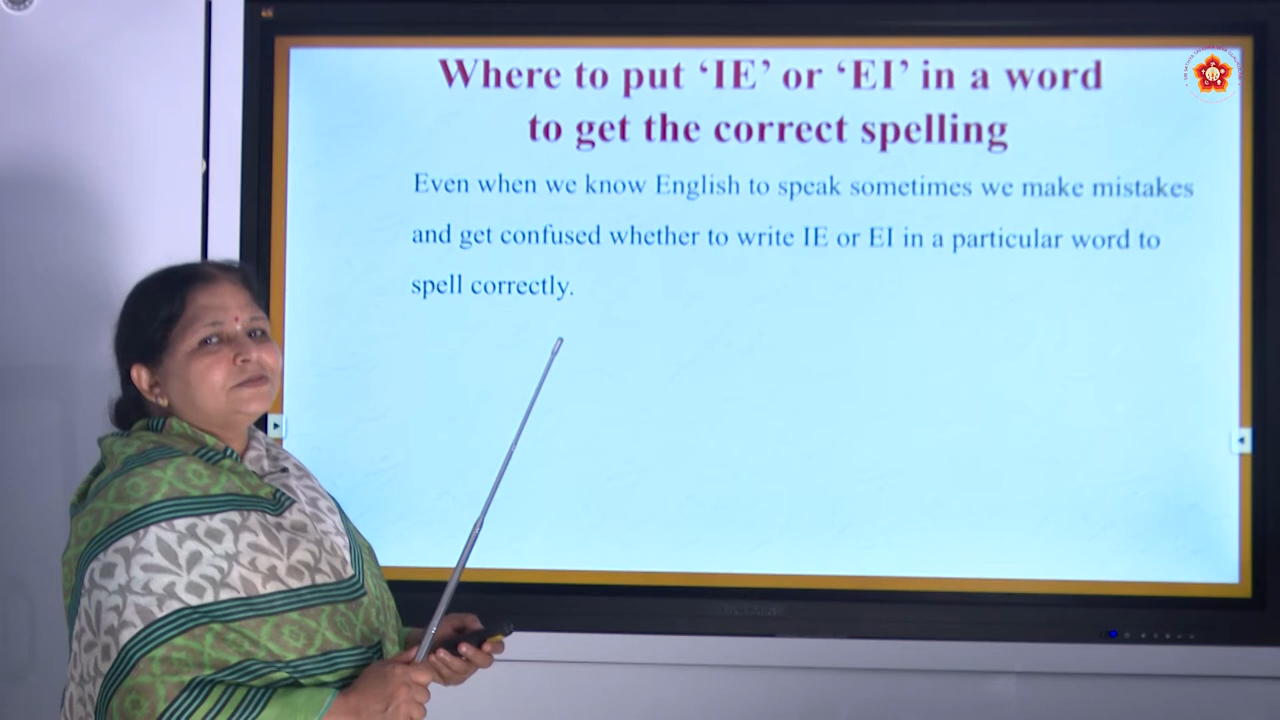 Where to put ‘IE’ or ‘EI’ in a word
to get the correct spelling
Even when we know English to speak sometimes we make mistakes
and get confused whether to write IE or EI in a particular word to
spell correctly.